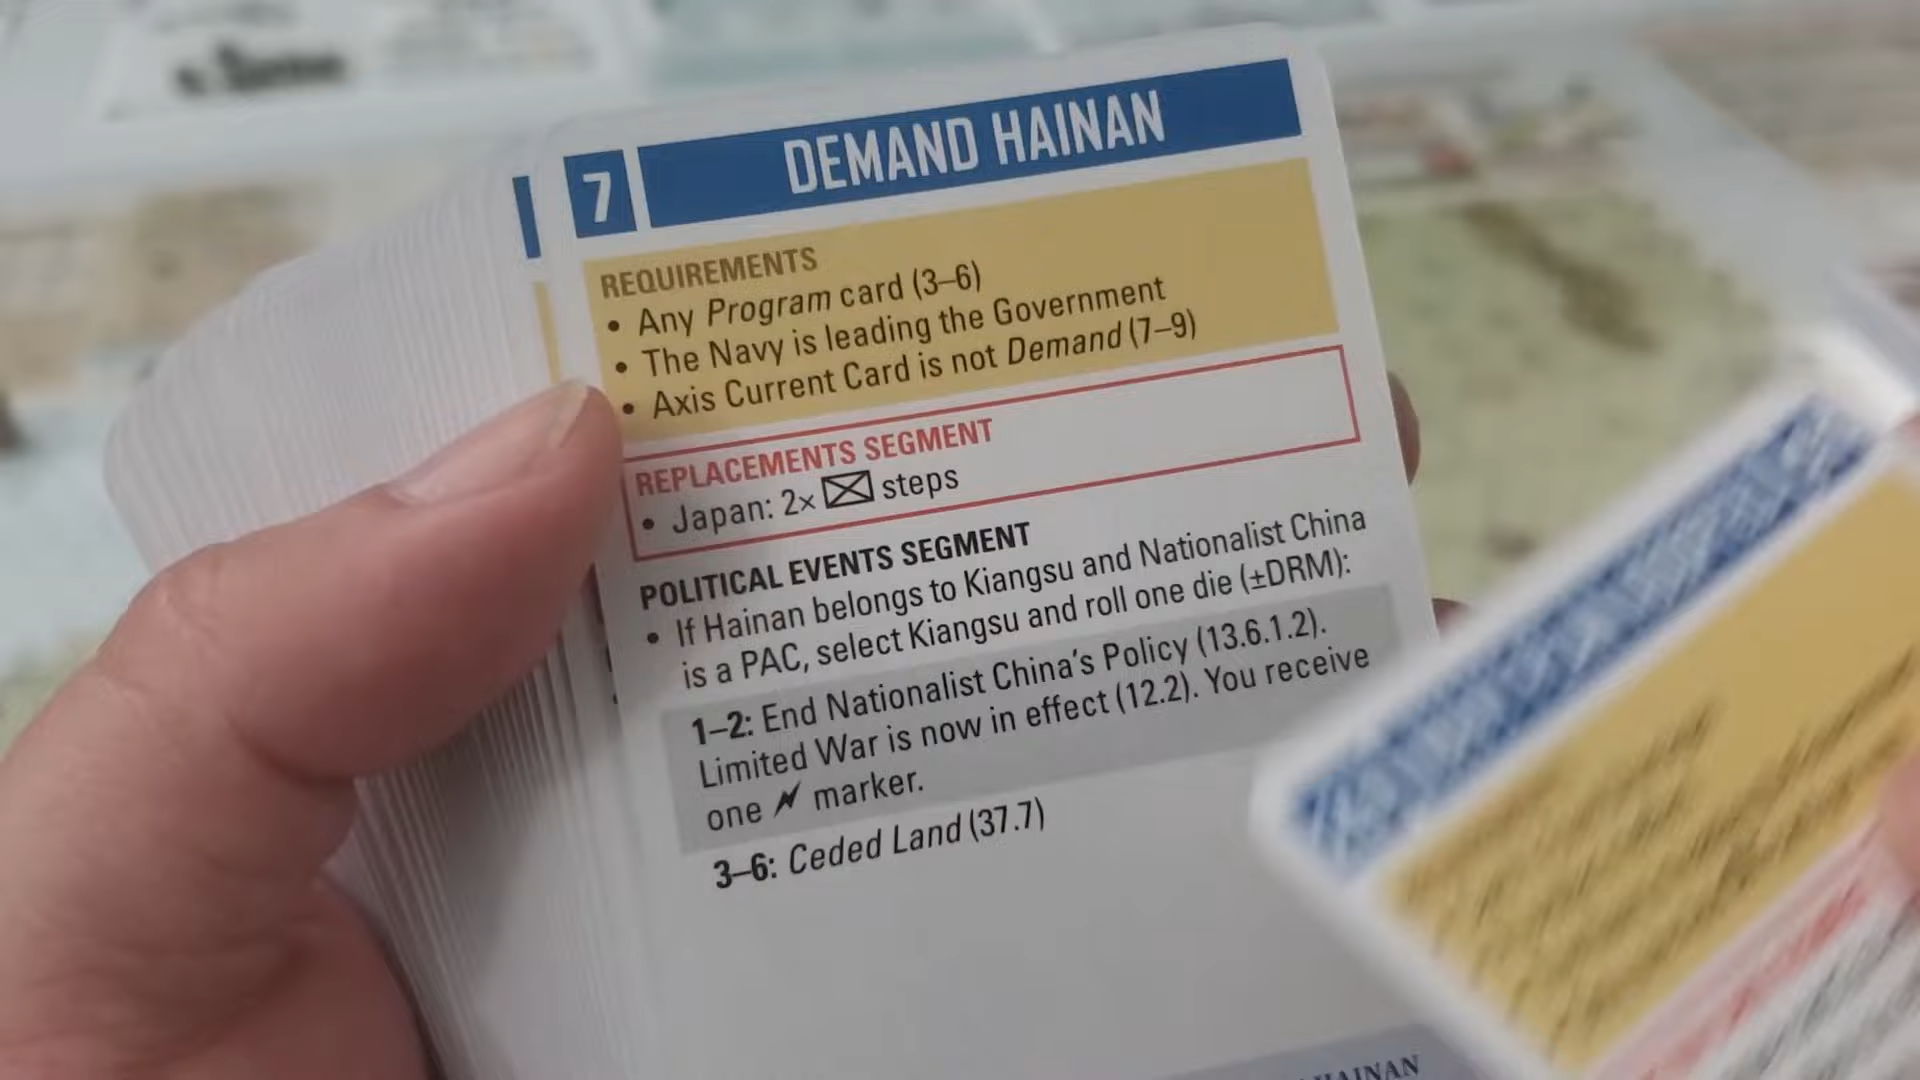 7 DEMAND HAINAN
REQUIREMENTS
• Any Program card (3–6)
• The Navy is leading the Government
• Axis Current Card is not Demand (7–9)
REPLACEMENTS SEGMENT
• Japan: 2x steps
POLITICAL EVENTS SEGMENT
• If Hainan belongs to Kiangsu and Nationalist China
is a PAC, select Kiangsu and roll one die (±DRM):
1–2: End Nationalist China's Policy (13.6.1.2).
Limited War is now in effect (12.2). You receive
one marker.
3–6: Ceded Land (37.7)
HAINAN